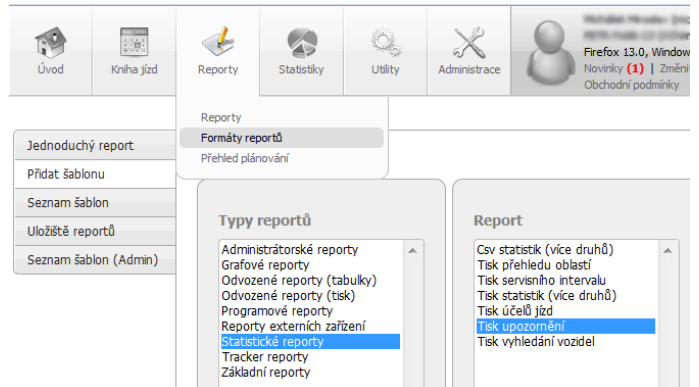 Úvod
Kniha jízd
Reporty
Statistiky
Utility
Administrace
Firefox 13.0, Window
Novinky (1) | Změni
Obchodní podmínky
Reporty
Formáty reportů
Přehled plánování
Jednoduchý report
Přidat šablonu
Seznam šablon
Uložiště reportů
Seznam šablon (Admin)
Typy reportů
Administrátorské reporty
Grafové reporty
Odvozené reporty (tabulky)
Odvozené reporty (tisk)
Programové reporty
Reporty externích zařízení
Statistické reporty
Tracker reporty
Základní reporty
Report
Csv statistik (více druhů)
Tisk přehledu oblastí
Tisk servisního intervalu
Tisk statistik (více druhů)
Tisk účelů jízd
Tisk upozornění
Tisk vyhledání vozidel